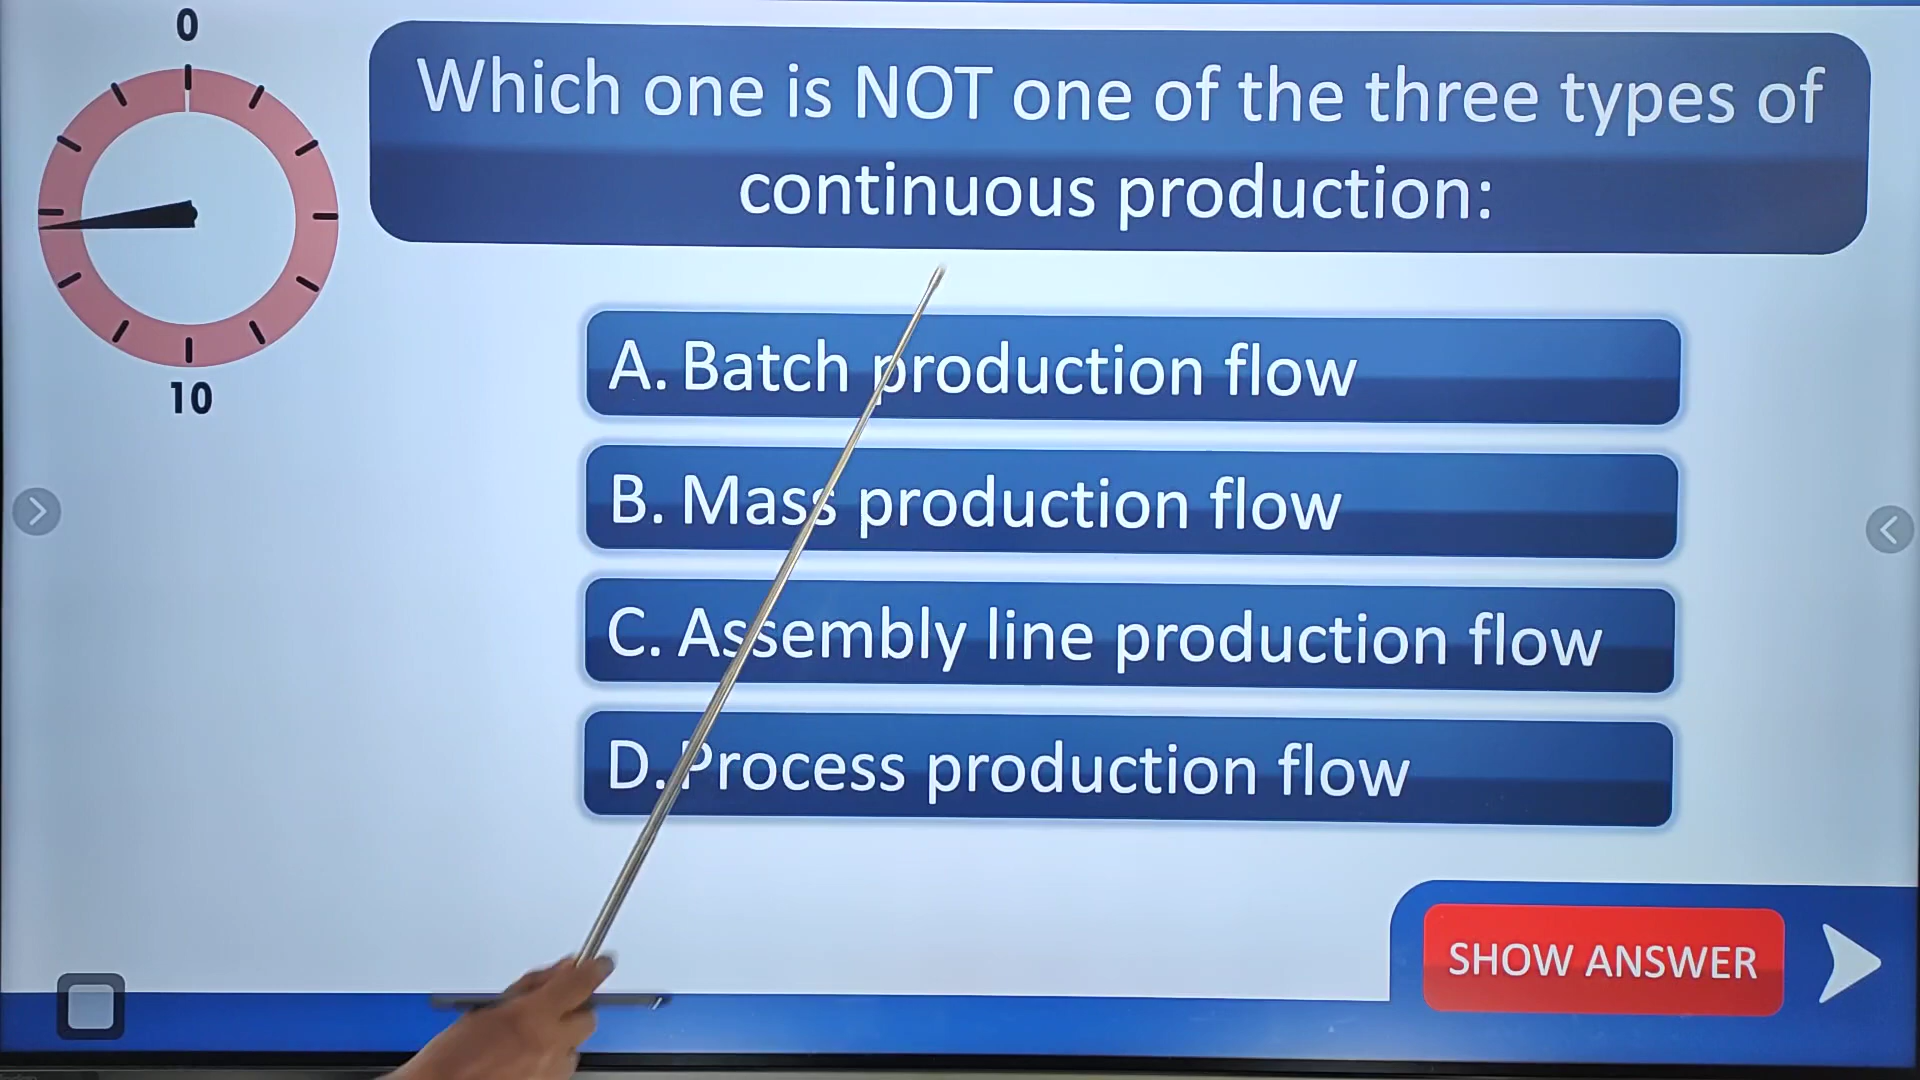 0
10
Which one is NOT one of the three types of
continuous production:
A. Batch production flow
B. Mass production flow
C. Assembly line production flow
D. Process production flow
SHOW ANSWER